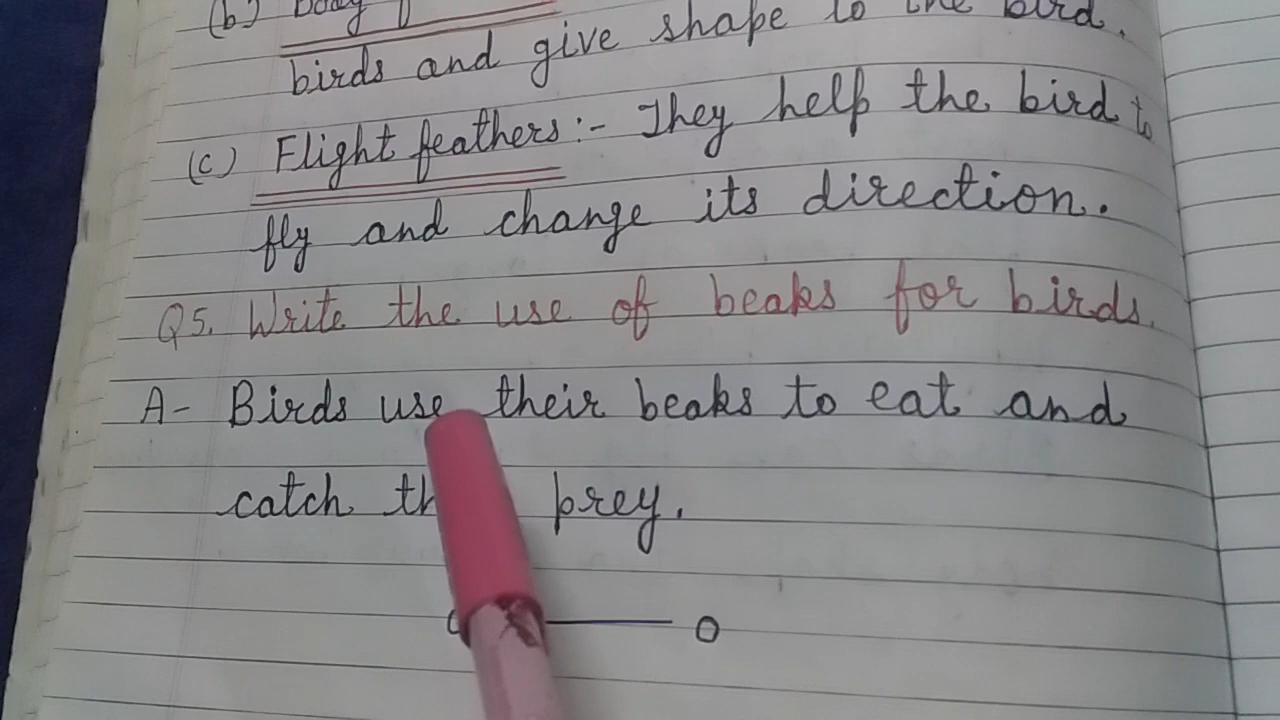 (b) Body
birds and give shape to the bird.
(c) Flight feathers:- They help the bird to
fly and change its direction.
Q5. Write the use of beaks for birds.
A- Birds use their beaks to eat and
catch prey.